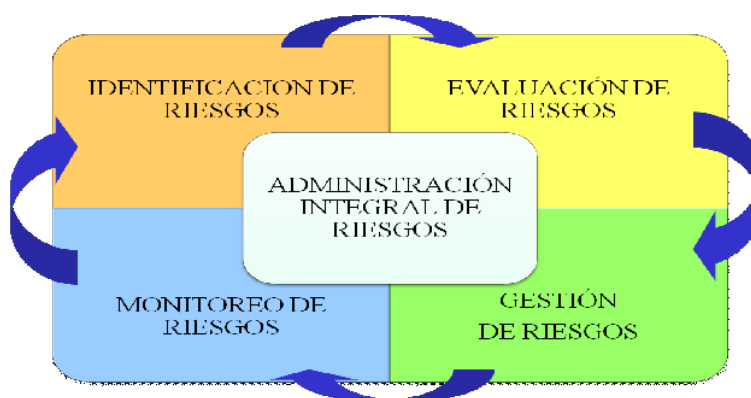 IDENTIFICACION DE
RIESGOS
EVALUACIÓN DE
RIESGOS
ADMINISTRACIÓN
INTEGRAL DE
RIESGOS
MONITOREO DE
RIESGOS
GESTIÓN
DE RIESGOS